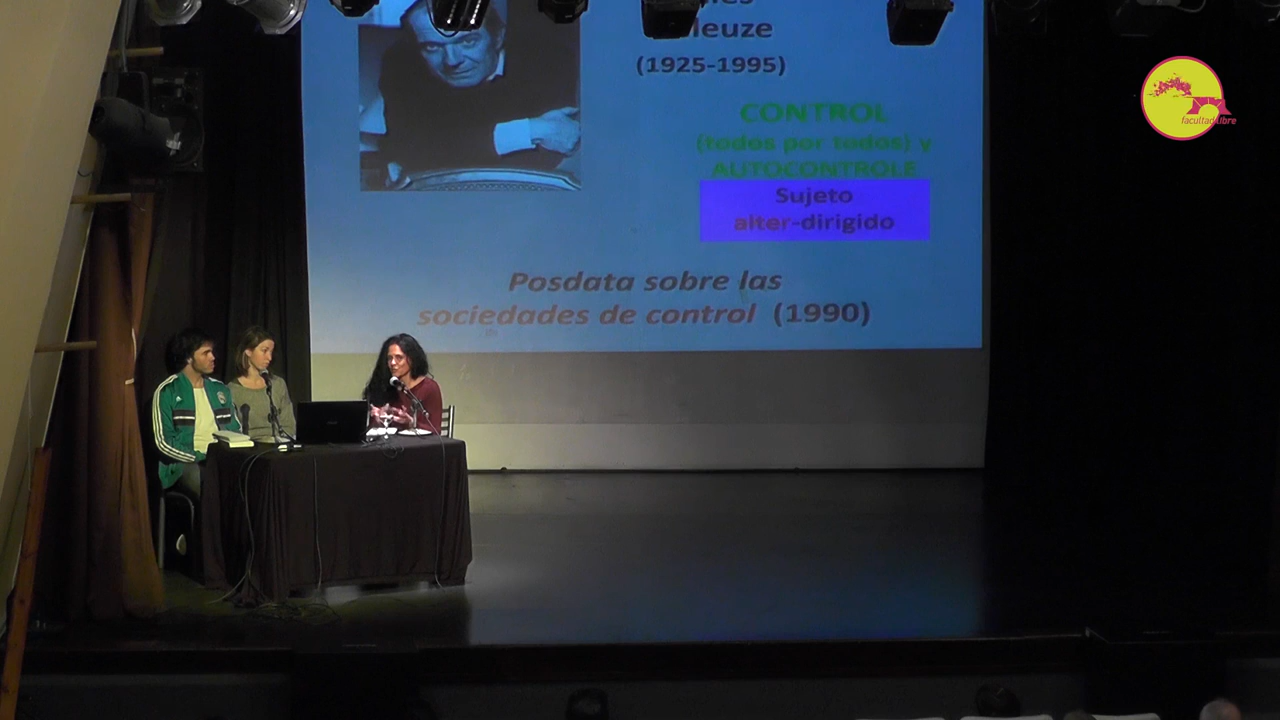 leuze
(1925-1995)
CONTROL
(todos por todos) y
AUTOCONTROLE
Sujeto
alter-dirigido
Posdata sobre las
sociedades de control (1990)
facultad libre